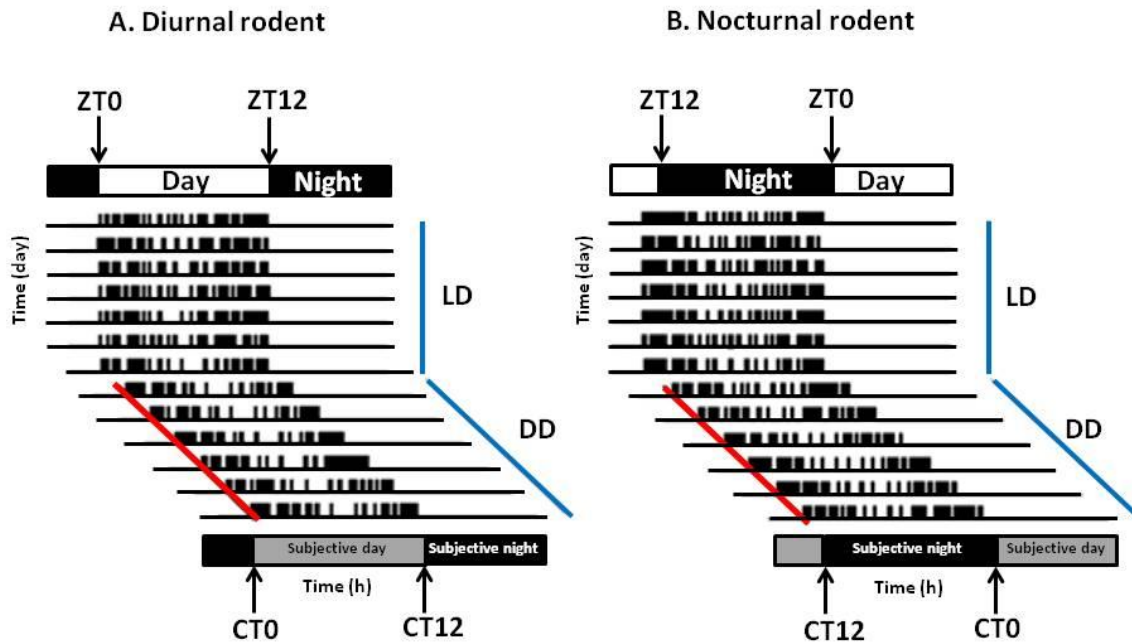 A. Diurnal rodent
ZT0
ZT12
Day
Night
Time (day)
LD
DD
Subjective day
Subjective night
Time (h)
CT0
CT12
B. Nocturnal rodent
ZT12
ZT0
Night
Day
Time (day)
LD
DD
Subjective night
Subjective day
Time (h)
CT12
CT0